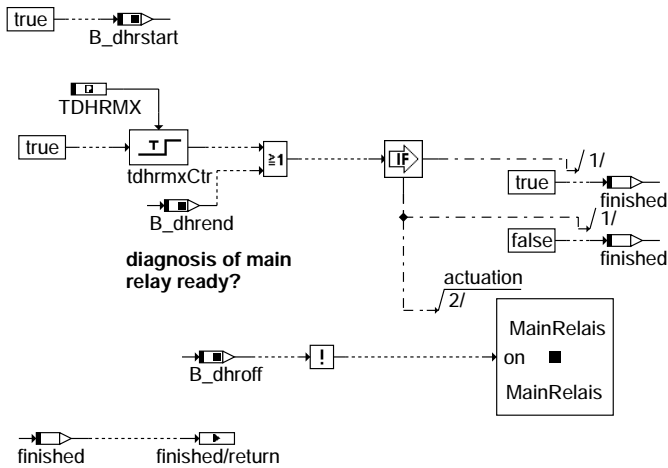 true
B_dhrstart
TDHRMX
true
T
tdhrmxCtr
≥1
IF
1/
true
finished
B_dhrend
1/
false
finished
diagnosis of main
relay ready?
actuation
2/
MainRelais
on
MainRelais
B_dhroff
!
finished
finished/return